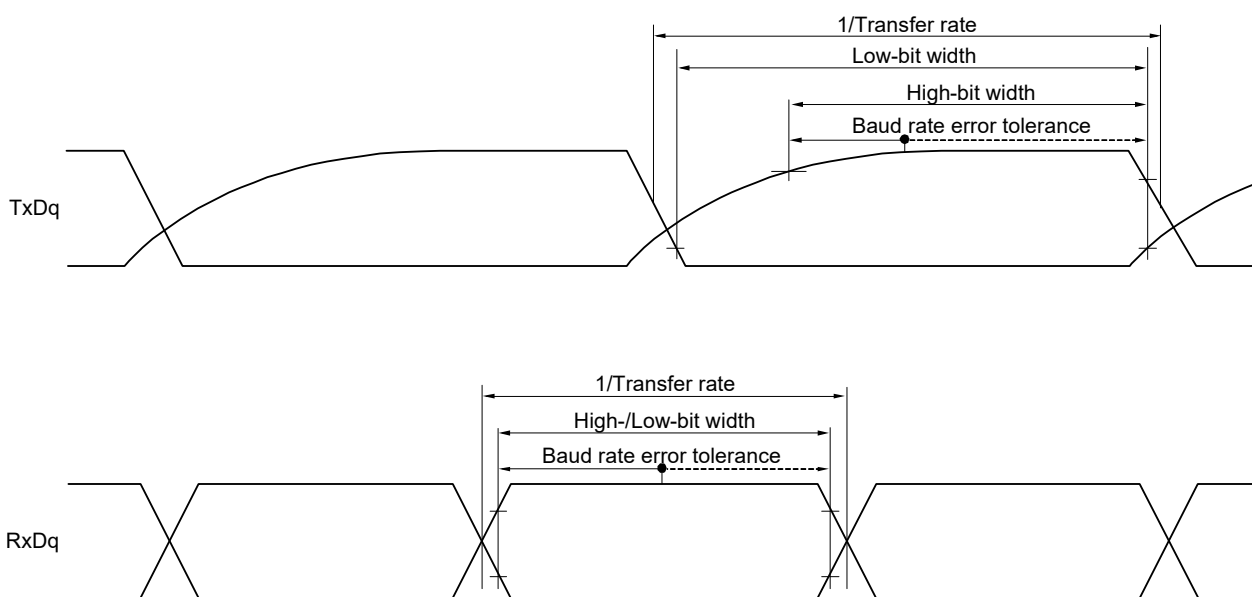 1/Transfer rate
Low-bit width
High-bit width
Baud rate error tolerance
TxDq
1/Transfer rate
High-/Low-bit width
Baud rate error tolerance
RxDq